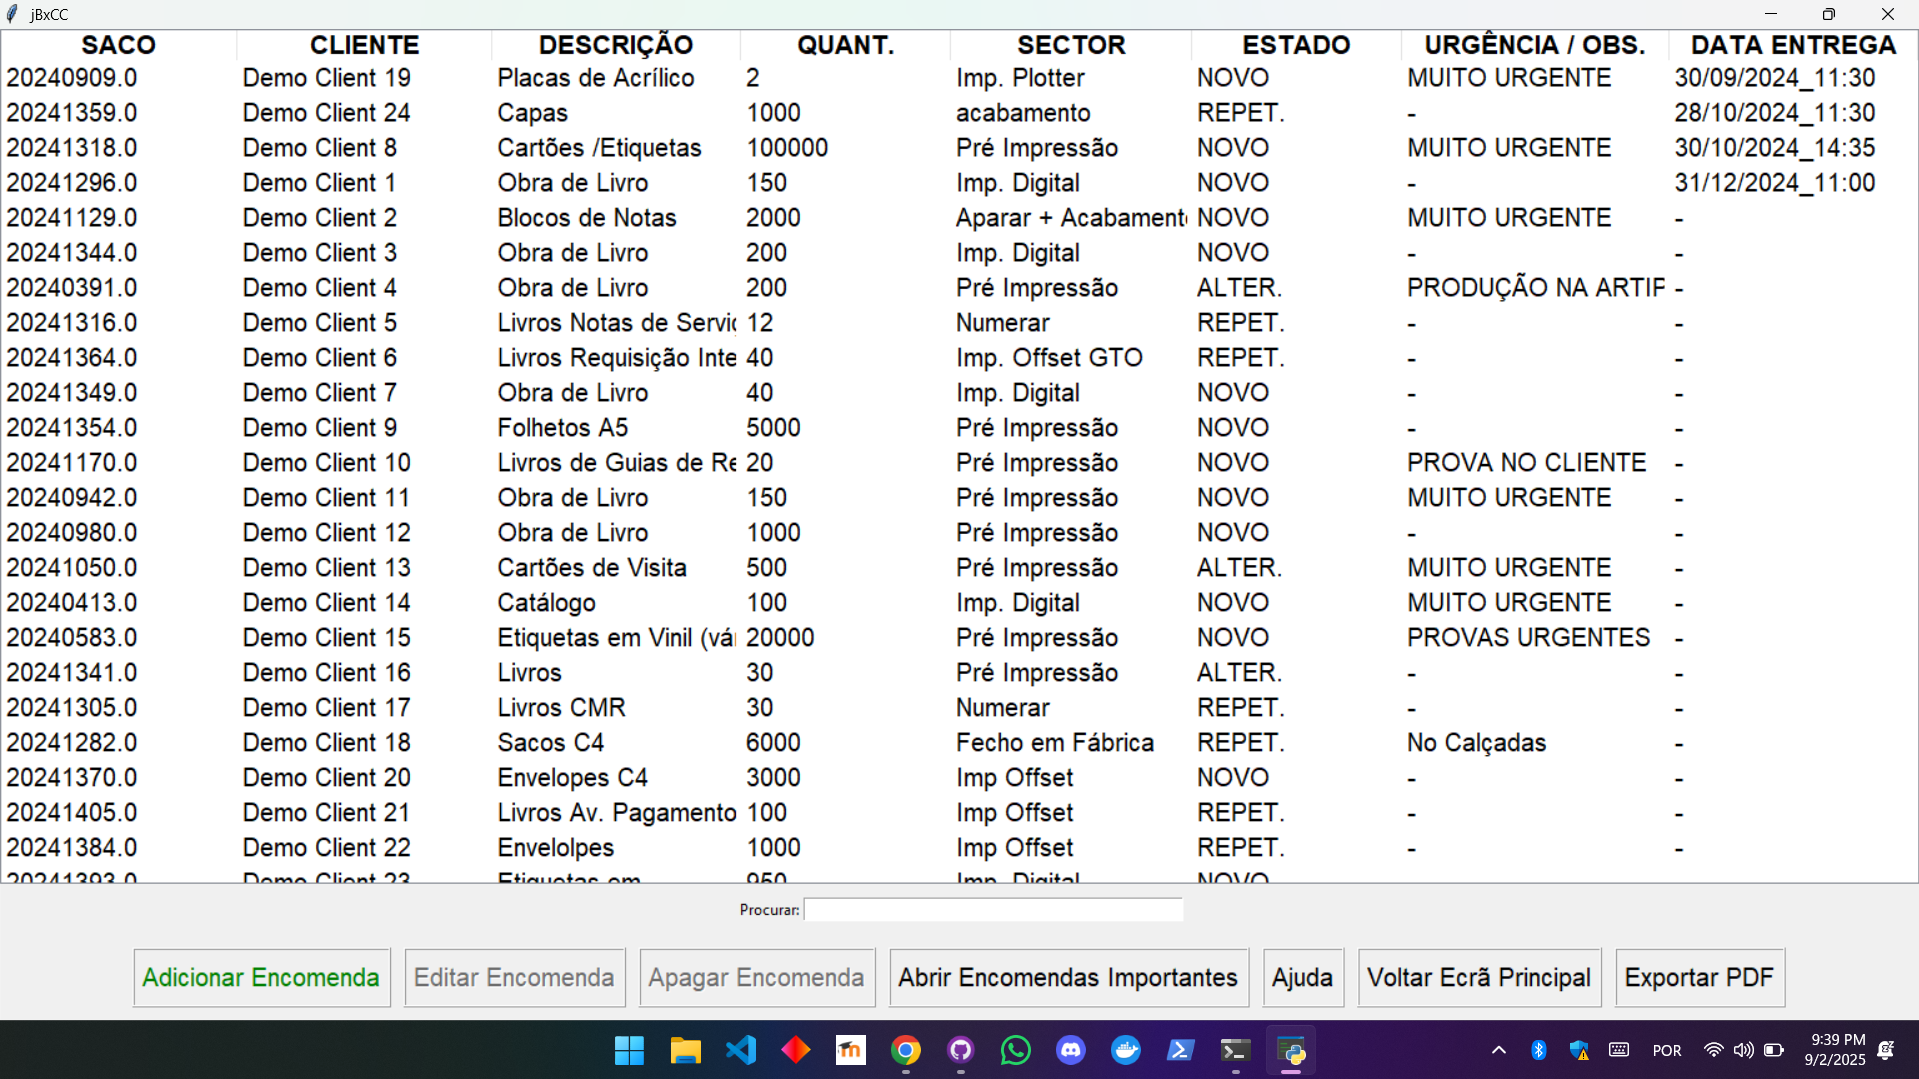 jBxCC
SACO CLIENTE DESCRIÇÃO QUANT. SECTOR ESTADO URGÊNCIA / OBS. DATA ENTREGA
20240909.0 Demo Client 19 Placas de Acrílico 2 Imp. Plotter NOVO MUITO URGENTE 30/09/2024_11:30
20241359.0 Demo Client 24 Capas 1000 acabamento REPET. - 28/10/2024_11:30
20241318.0 Demo Client 8 Cartões /Etiquetas 100000 Pré Impressão NOVO MUITO URGENTE 30/10/2024_14:35
20241296.0 Demo Client 1 Obra de Livro 150 Imp. Digital NOVO - 31/12/2024_11:00
20241129.0 Demo Client 2 Blocos de Notas 2000 Aparar + Acabament NOVO MUITO URGENTE -
20241344.0 Demo Client 3 Obra de Livro 200 Imp. Digital NOVO - -
20240391.0 Demo Client 4 Obra de Livro 200 Pré Impressão ALTER. PRODUÇÃO NA ARTIF -
20241316.0 Demo Client 5 Livros Notas de Servi 12 Numerar REPET. - -
20241364.0 Demo Client 6 Livros Requisição Inte 40 Imp. Offset GTO REPET. - -
20241349.0 Demo Client 7 Obra de Livro 40 Imp. Digital NOVO - -
20241354.0 Demo Client 9 Folhetos A5 5000 Pré Impressão NOVO - -
20241170.0 Demo Client 10 Livros de Guias de Re 20 Pré Impressão NOVO PROVA NO CLIENTE -
20240942.0 Demo Client 11 Obra de Livro 150 Pré Impressão NOVO MUITO URGENTE -
20240980.0 Demo Client 12 Obra de Livro 1000 Pré Impressão NOVO - -
20241050.0 Demo Client 13 Cartões de Visita 500 Pré Impressão ALTER. MUITO URGENTE -
20240413.0 Demo Client 14 Catálogo 100 Imp. Digital NOVO MUITO URGENTE -
20240583.0 Demo Client 15 Etiquetas em Vinil (vá 20000 Pré Impressão NOVO PROVAS URGENTES -
20241341.0 Demo Client 16 Livros 30 Pré Impressão ALTER. - -
20241305.0 Demo Client 17 Livros CMR 30 Numerar REPET. - -
20241282.0 Demo Client 18 Sacos C4 6000 Fecho em Fábrica REPET. No Calçadas -
20241370.0 Demo Client 20 Envelopes C4 3000 Imp Offset NOVO - -
20241405.0 Demo Client 21 Livros Av. Pagamento 100 Imp Offset REPET. - -
20241384.0 Demo Client 22 Envelolpes 1000 Imp Offset REPET. - -
20241393.0 Demo Client 23 Etiquetas em 950 Imp. Digital NOVO
Procurar:
Adicionar Encomenda Editar Encomenda Apagar Encomenda Abrir Encomendas Importantes Ajuda Voltar Ecrã Principal Exportar PDF
POR
9:39 PM
9/2/2025